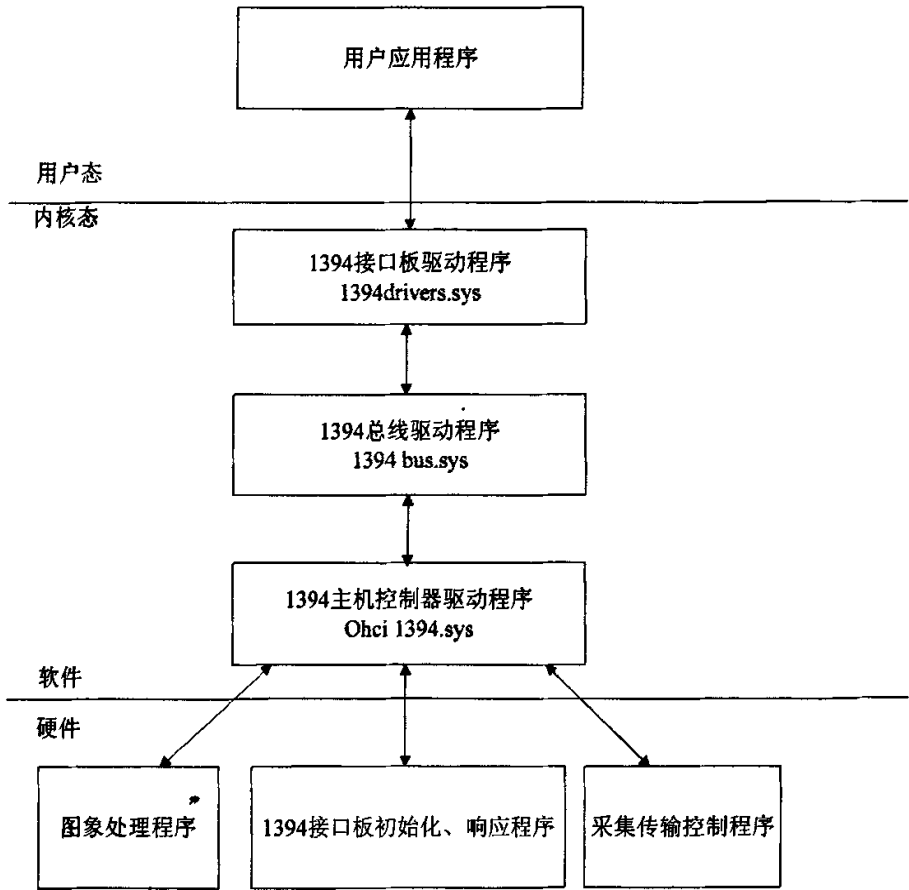 用户应用程序
用户态
内核态
1394接口板驱动程序
1394drivers.sys
1394总线驱动程序
1394 bus.sys
1394主机控制器驱动程序
Ohci 1394.sys
软件
硬件
图象处理程序
1394接口板初始化、响应程序
采集传输控制程序